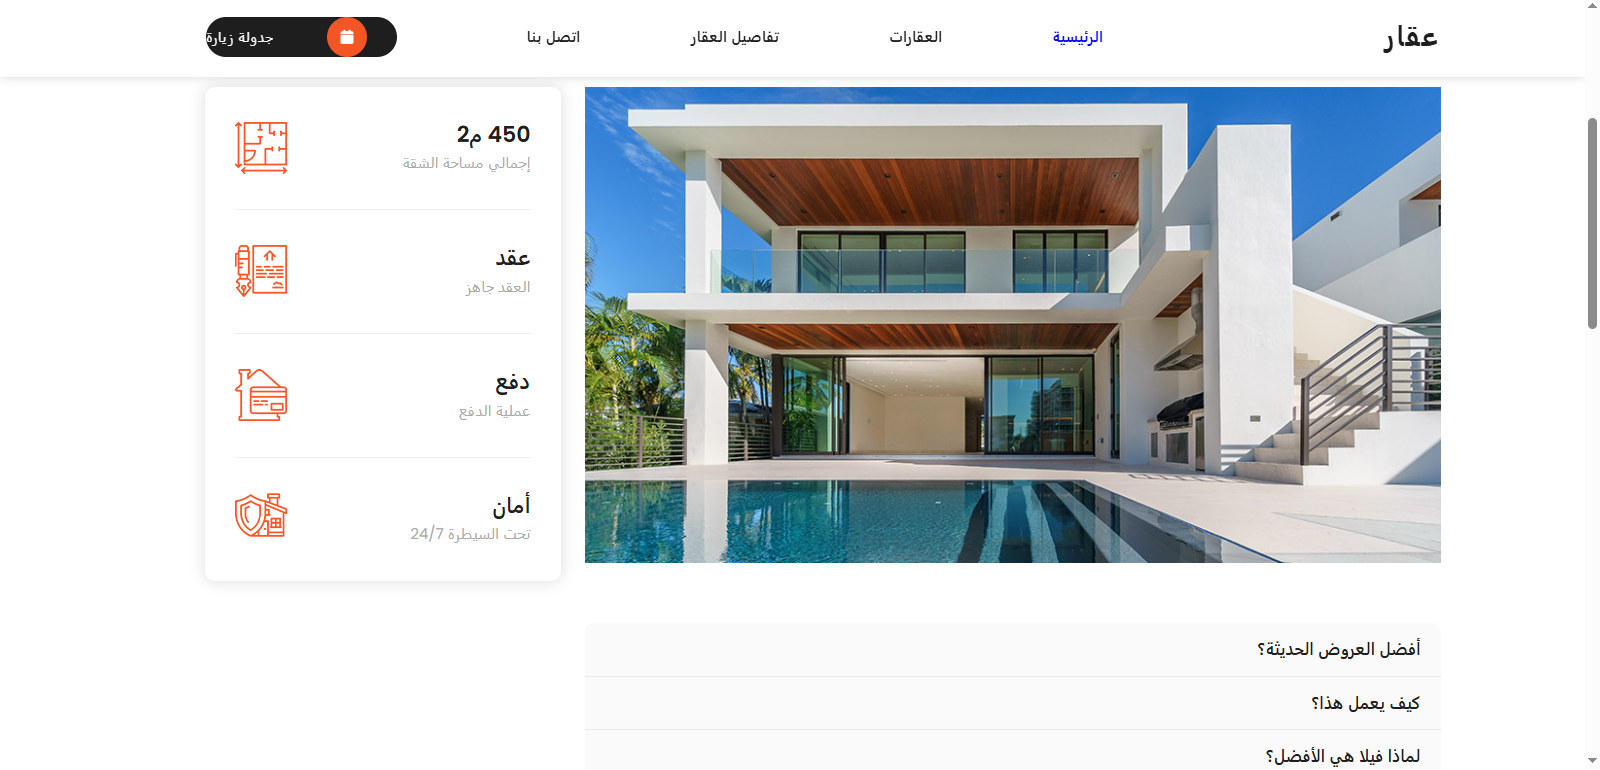 عقار
الرئيسية
العقارات
تفاصيل العقار
اتصل بنا
جدولة زيارة
450 م2
إجمالي مساحة الشقة
عقد
العقد جاهز
دفع
عملية الدفع
أمان
تحت السيطرة 24/7
أفضل العروض الحديثة؟
كيف يعمل هذا؟
لماذا فيلا هي الأفضل؟